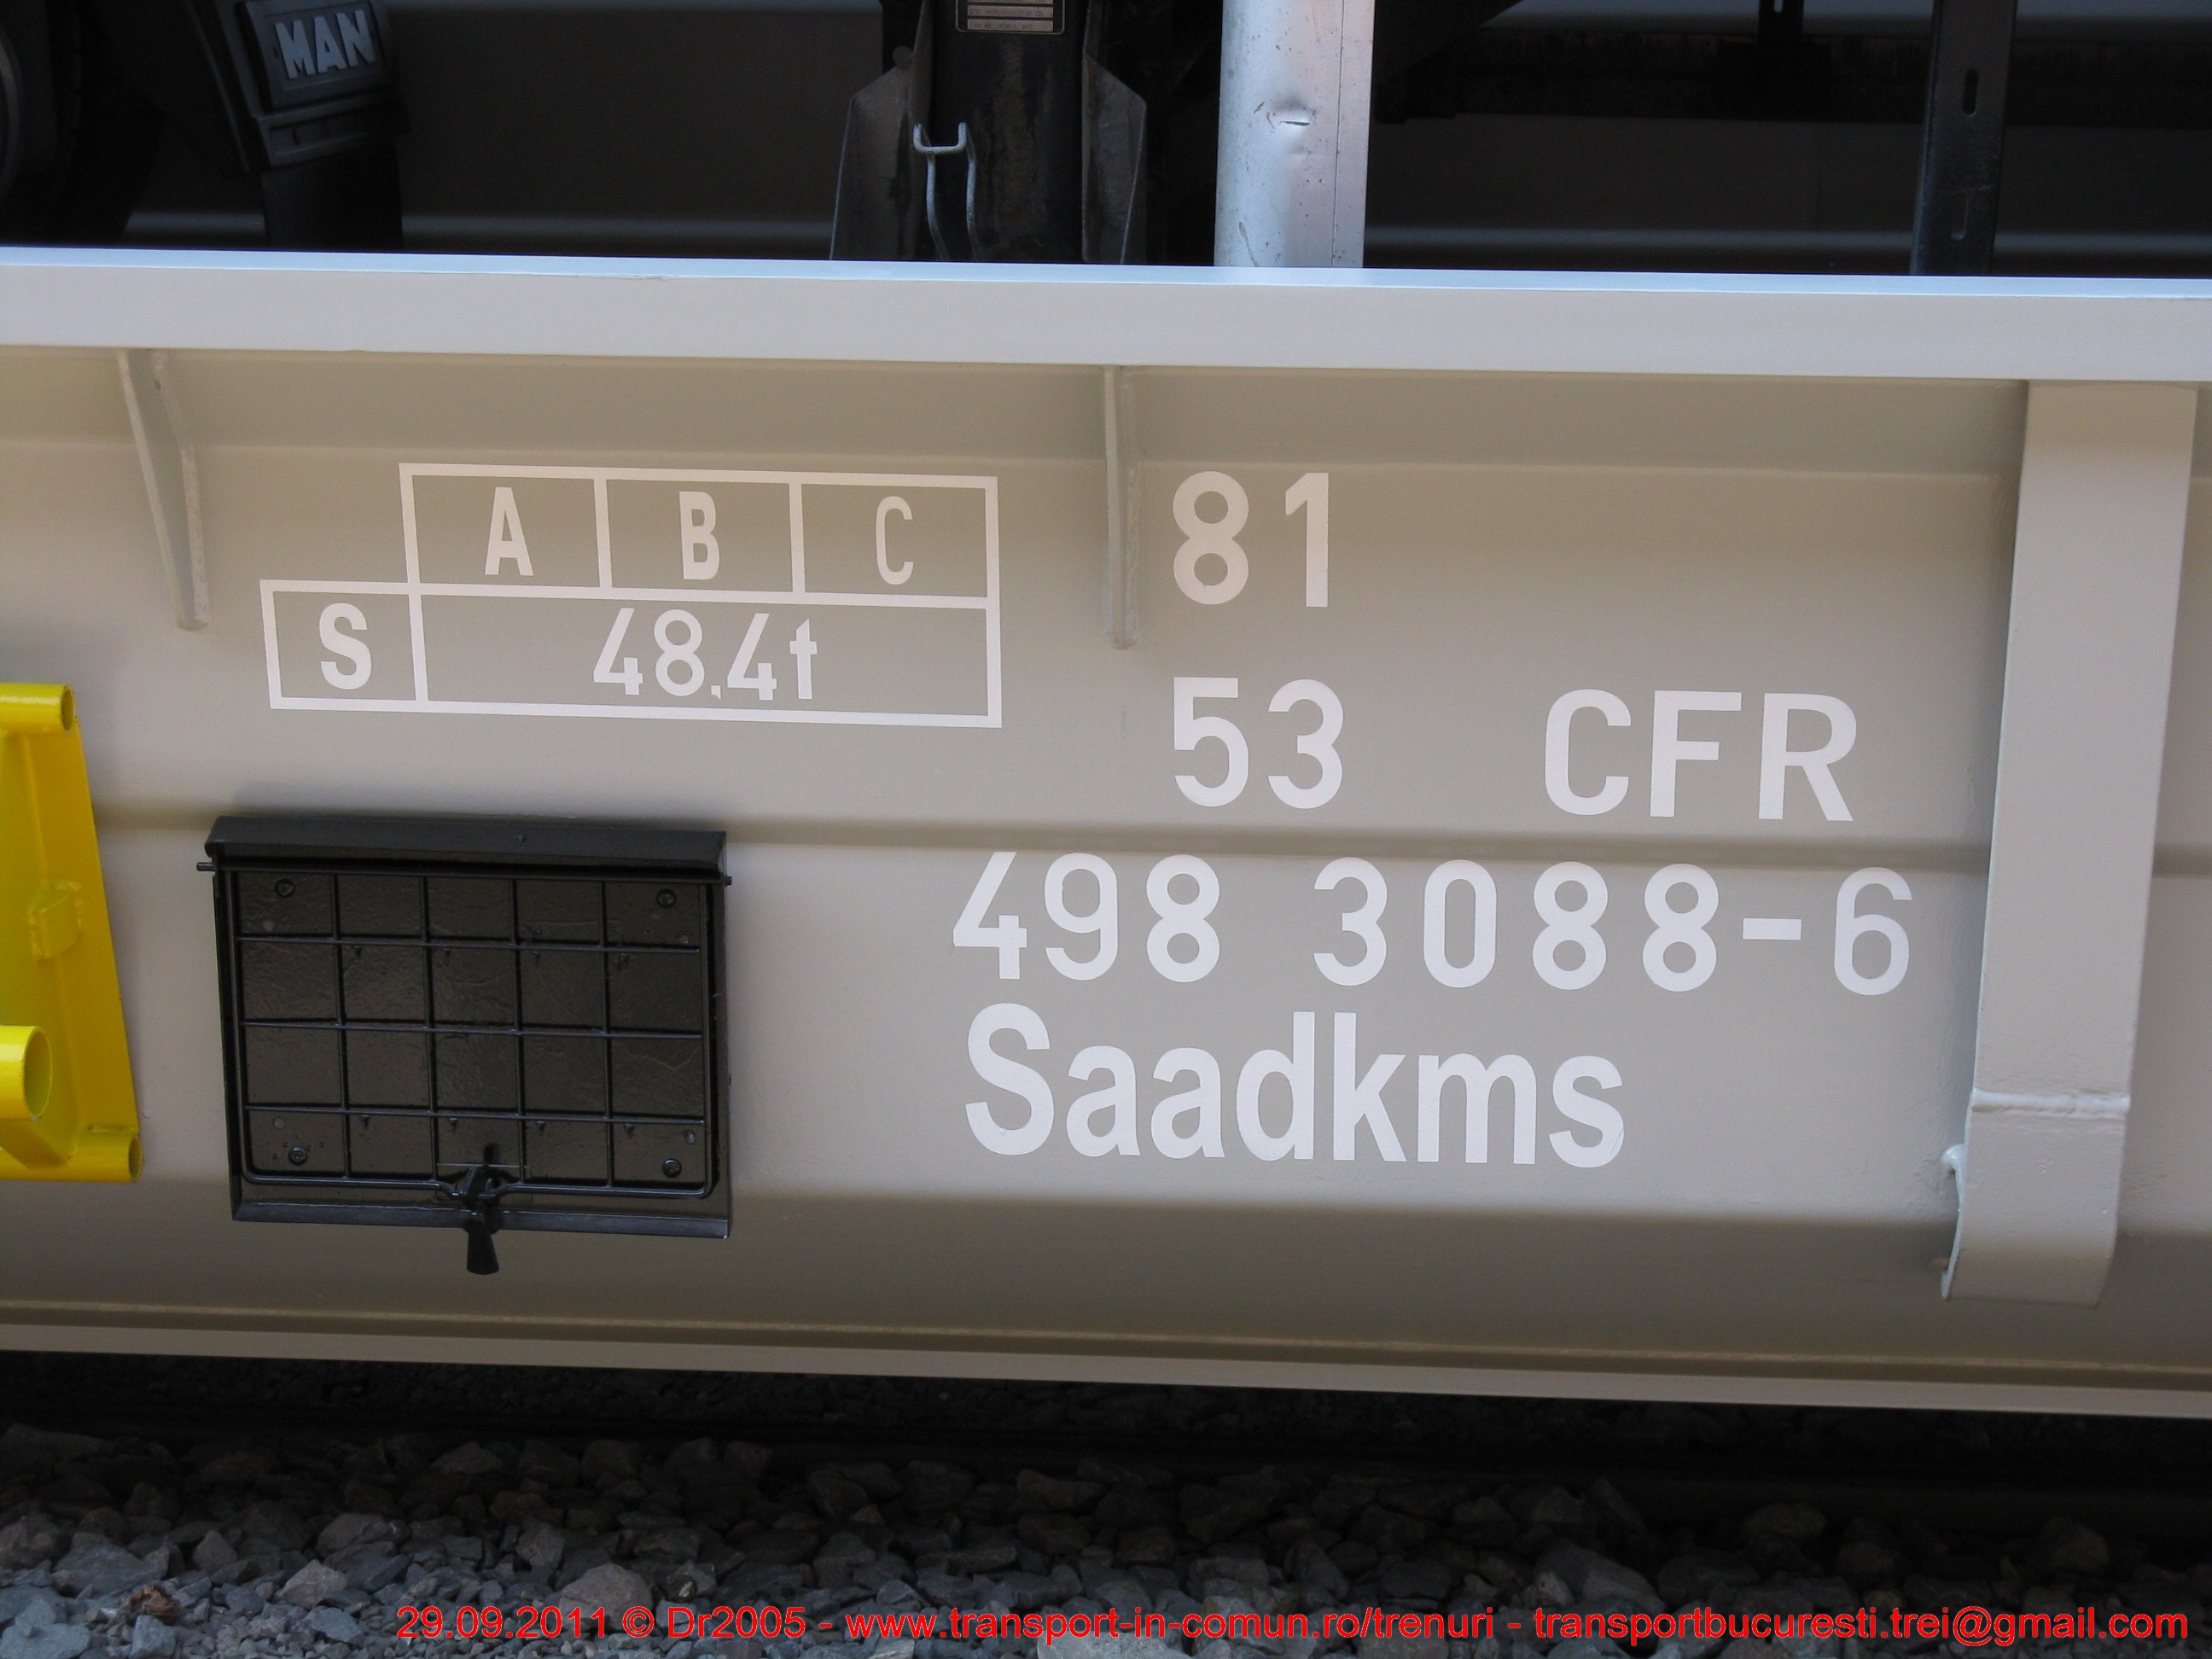 MAN
A B C
S 48,4t
81
53 CFR
498 3088-6
Saadkms
29.09.2011 © Dr2005 - www.transport-in-comun.ro/trenuri - transportbucuresti.trei@gmail.com